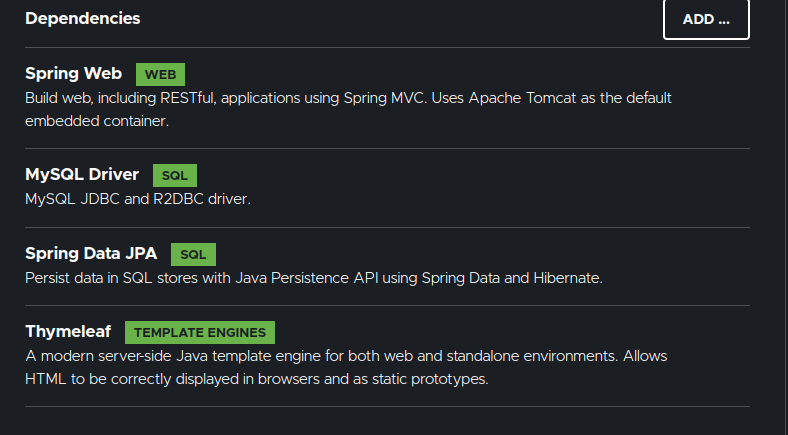 Dependencies
ADD ...
Spring Web WEB
Build web, including RESTful, applications using Spring MVC. Uses Apache Tomcat as the default
embedded container.
MySQL Driver SQL
MySQL JDBC and R2DBC driver.
Spring Data JPA SQL
Persist data in SQL stores with Java Persistence API using Spring Data and Hibernate.
Thymeleaf TEMPLATE ENGINES
A modern server-side Java template engine for both web and standalone environments. Allows
HTML to be correctly displayed in browsers and as static prototypes.